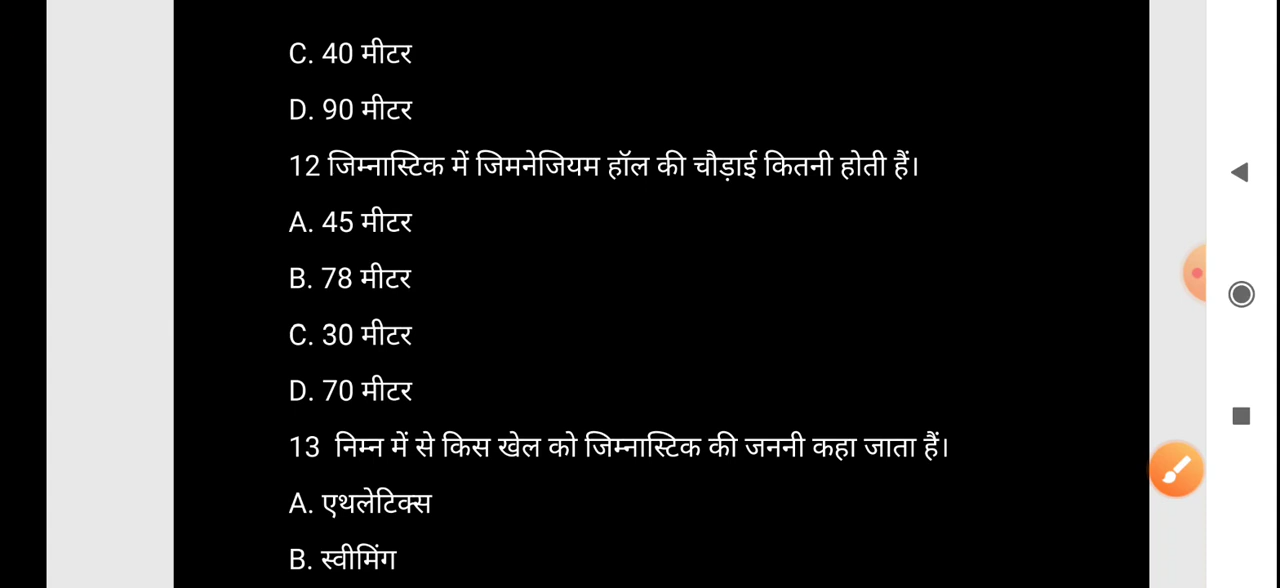 C. 40 मीटर
D. 90 मीटर
12 जिम्नास्टिक में जिमनेजियम हॉल की चौड़ाई कितनी होती हैं।
A. 45 मीटर
B. 78 मीटर
C. 30 मीटर
D. 70 मीटर
13 निम्न में से किस खेल को जिम्नास्टिक की जननी कहा जाता हैं।
A. एथलेटिक्स
B. स्वीमिंग